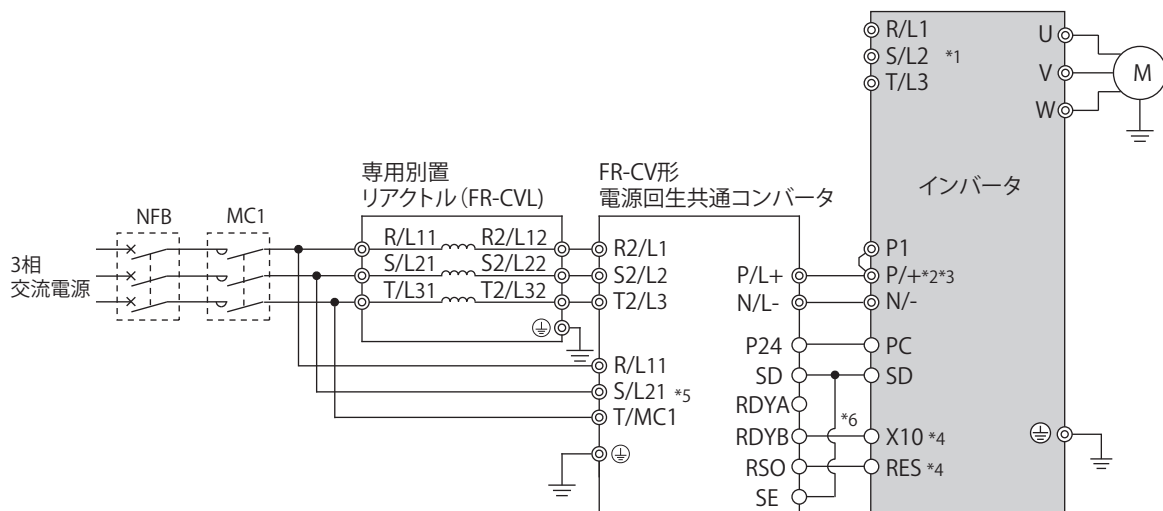 R/L1
S/L2 *1
T/L3
U
V
W
M
インバータ
専用別置
リアクトル(FR-CVL)
FR-CV形
電源回生共通コンバータ
NFB
MC1
3相
交流電源
R/L11 R2/L12
S/L21 S2/L22
T/L31 T2/L32
R2/L1
S2/L2
T2/L3
R/L11
S/L21 *5
T/MC1
P/L+
N/L-
P24
SD
RDYA
RDYB
RSO
SE
*6
P1
P/+*2*3
N/-
PC
SD
X10 *4
RES *4